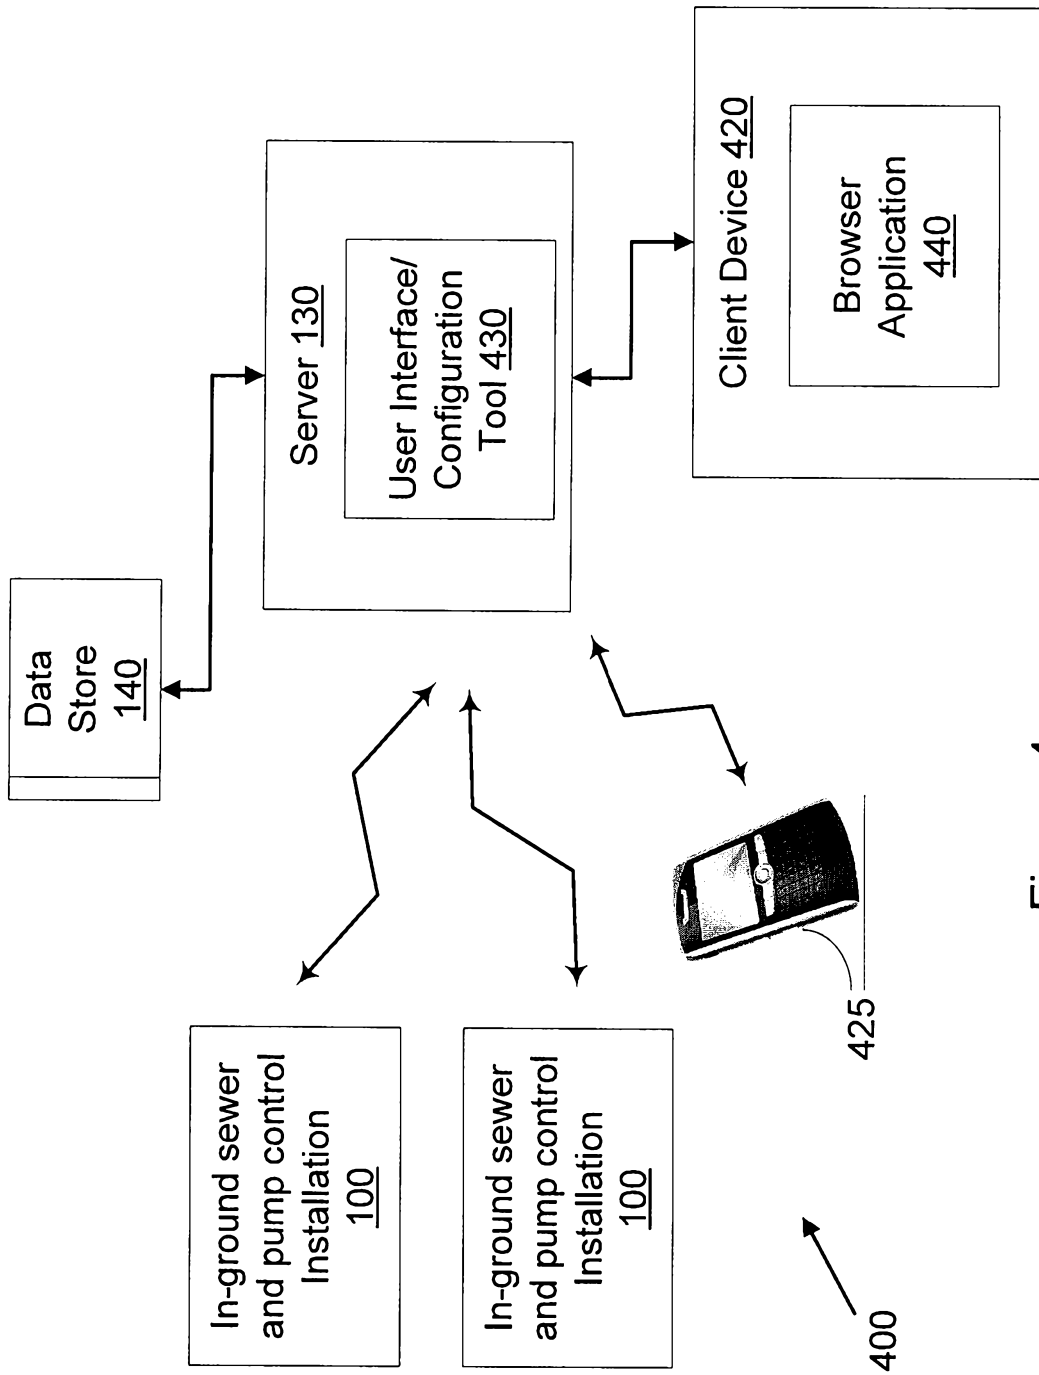 In-ground sewer
and pump control
Installation
100
In-ground sewer
and pump control
Installation
100
Data
Store
140
Server 130
User Interface/
Configuration
Tool 430
Client Device 420
Browser
Application
440
425
400